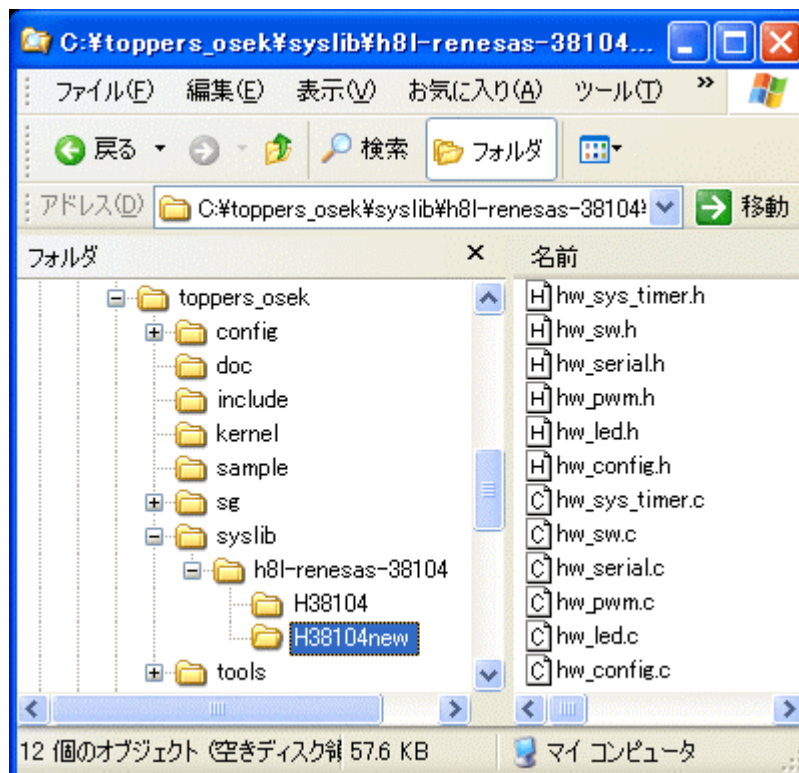 C:¥toppers_osek¥syslib¥h8l-renesas-38104...
ファイル(F) 編集(E) 表示(V) お気に入り(A) ツール(T) »
戻る 検索 フォルダ
アドレス(D) C:¥toppers_osek¥syslib¥h8l-renesas-38104¥ 移動
フォルダ × 名前
toppers_osek
config
doc
include
kernel
sample
sg
syslib
h8l-renesas-38104
H38104
H38104new
tools
hw_sys_timer.h
hw_sw.h
hw_serial.h
hw_pwm.h
hw_led.h
hw_config.h
hw_sys_timer.c
hw_sw.c
hw_serial.c
hw_pwm.c
hw_led.c
hw_config.c
12 個のオブジェクト (空きディスク領 57.6 KB マイ コンピュータ